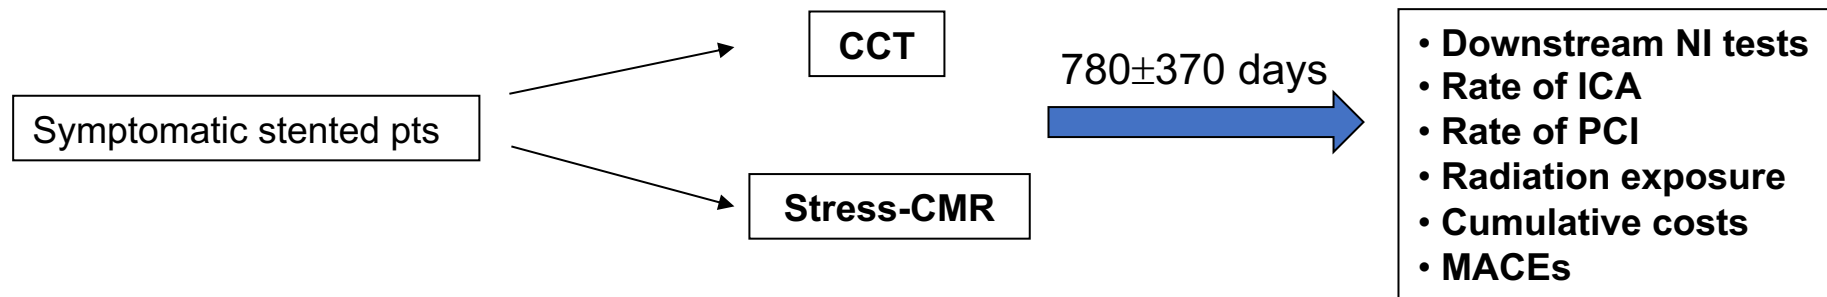 Symptomatic stented pts
CCT
Stress-CMR
780±370 days
• Downstream NI tests
• Rate of ICA
• Rate of PCI
• Radiation exposure
• Cumulative costs
• MACEs